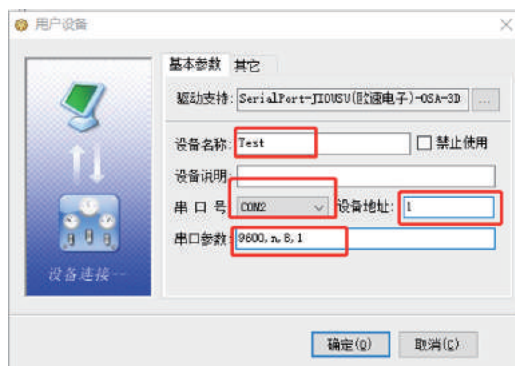 用户设备
基本参数 其它
驱动支持: SerialPort-JIOUSU(欧速电子)-OSA-3D ...
设备名称: Test 禁止使用
设备说明:
串 口 号 COM2 设备地址: 1
串口参数: 9600,n,8,1
设备连接...
确定(O) 取消(C)